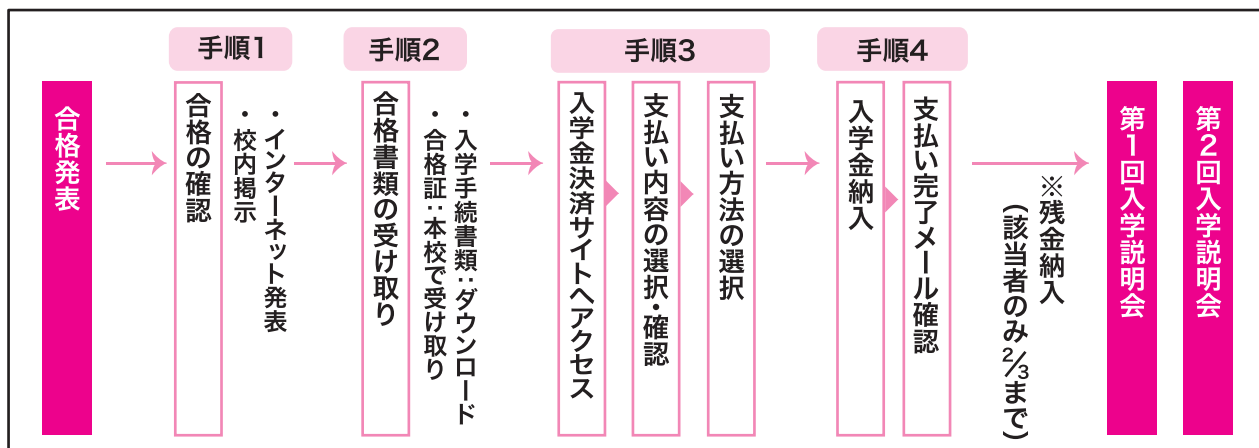 合格発表
手順1
合格の確認
・インターネット発表
・校内掲示
手順2
合格書類の受け取り
・入学手続書類：ダウンロード
・合格証：本校で受け取り
手順3
入学金決済サイトへアクセス
支払い内容の選択・確認
支払い方法の選択
手順4
入学金納入
支払い完了メール確認
※残金納入
（該当者のみ2/3まで）
第1回入学説明会
第2回入学説明会